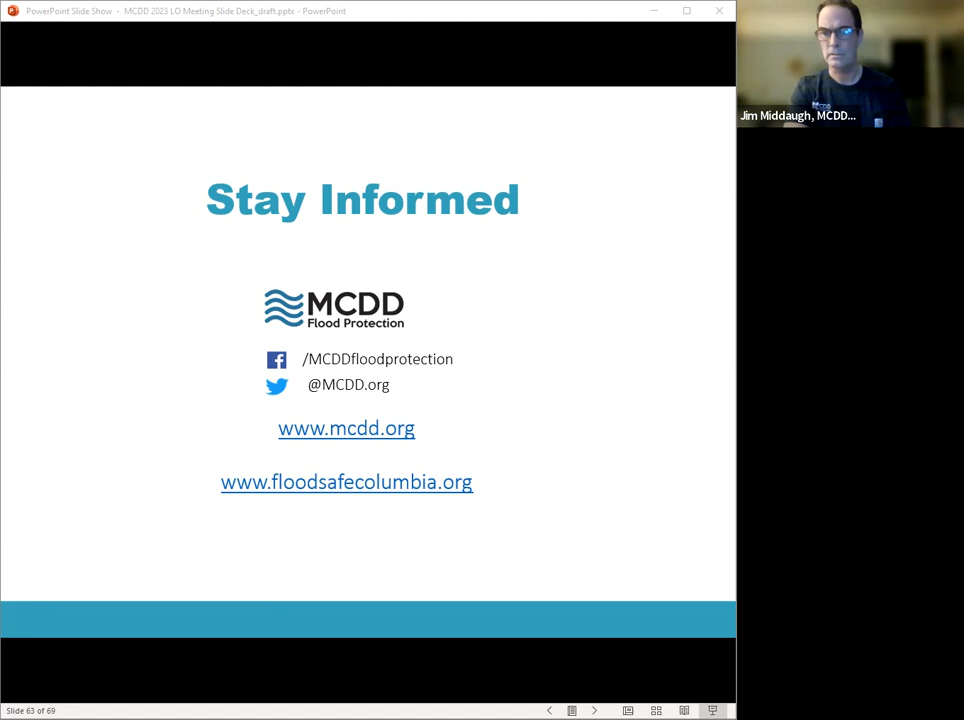 PowerPoint Slide Show - MCDD 2023 LO Meeting Slide Deck_draft.pptx - PowerPoint
Jim Middaugh, MCDD...
Stay Informed
MCDD
Flood Protection
/MCDDfloodprotection
@MCDD.org
www.mcdd.org
www.floodsafecolumbia.org
Slide 63 of 69